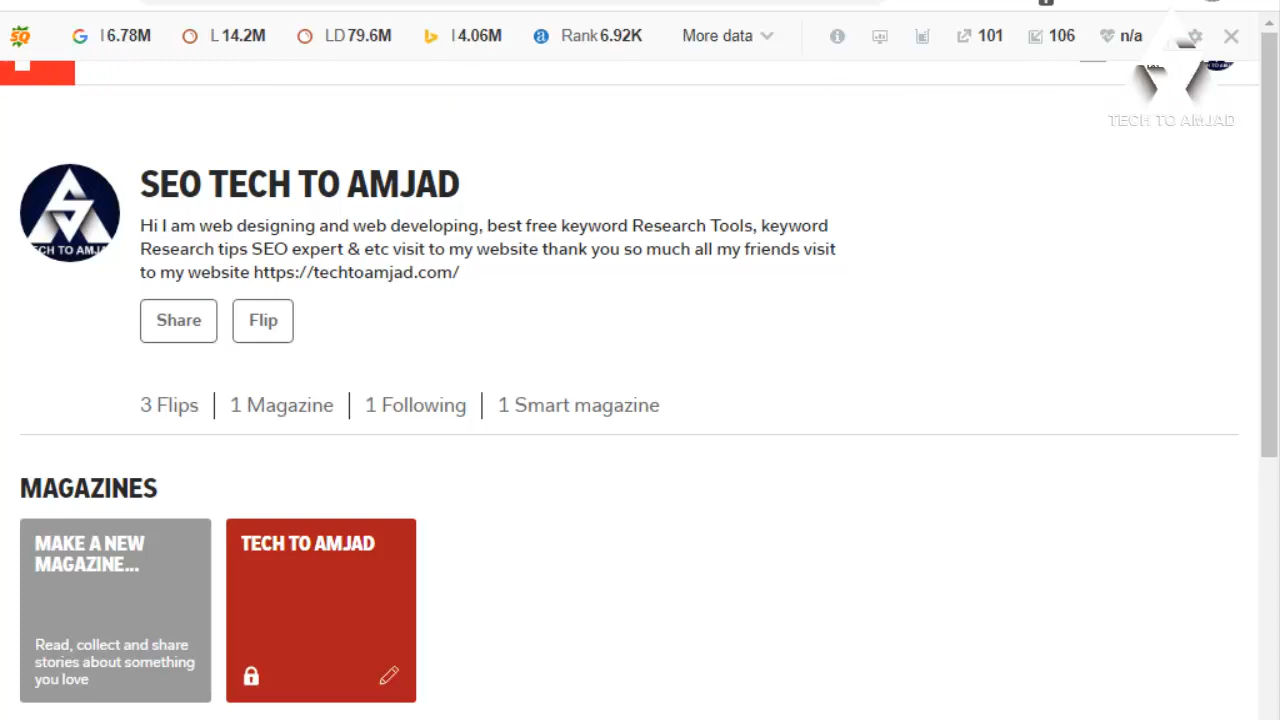 SQ I 6.78M L 14.2M LD 79.6M I 4.06M Rank 6.92K More data 101 106 n/a
TECH TO AMJAD
SEO TECH TO AMJAD
Hi I am web designing and web developing, best free keyword Research Tools, keyword
Research tips SEO expert & etc visit to my website thank you so much all my friends visit
to my website https://techtoamjad.com/
Share Flip
3 Flips 1 Magazine 1 Following 1 Smart magazine
MAGAZINES
MAKE A NEW
MAGAZINE...
Read, collect and share
stories about something
you love
TECH TO AMJAD